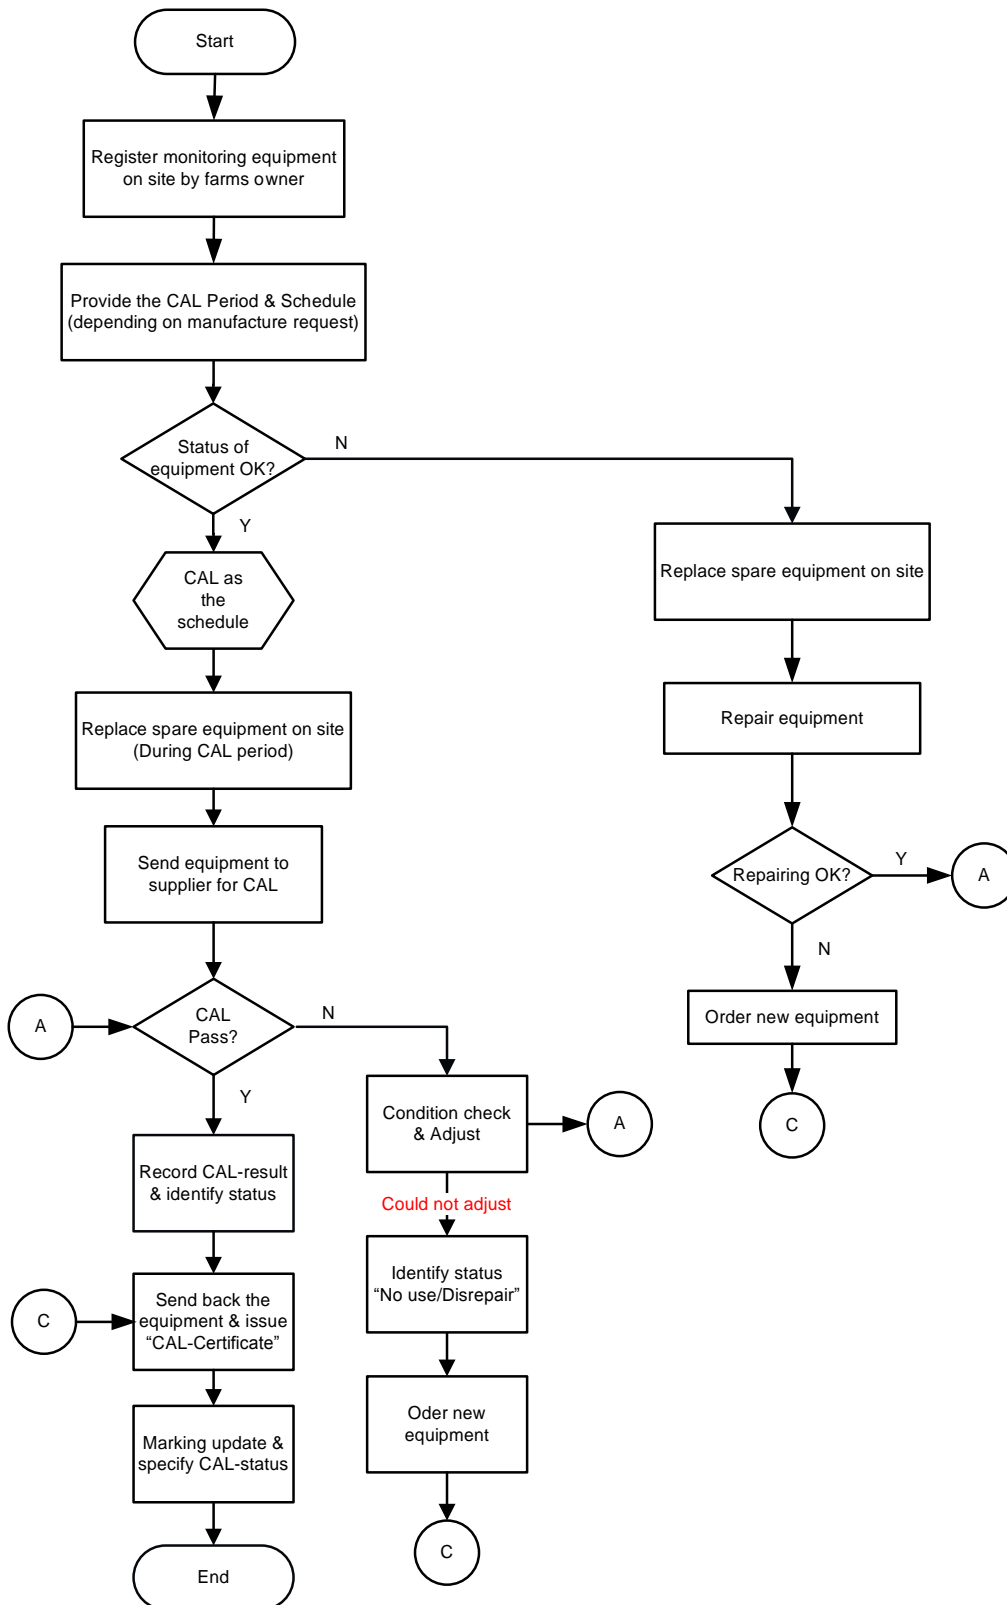 Start
Register monitoring equipment
on site by farms owner
Provide the CAL Period & Schedule
(depending on manufacture request)
Status of
equipment OK?
N
Y
CAL as
the
schedule
Replace spare equipment on site
(During CAL period)
Send equipment to
supplier for CAL
A
CAL
Pass?
N
Y
Record CAL-result
& identify status
C
Send back the
equipment & issue
“CAL-Certificate”
Marking update &
specify CAL-status
End
Condition check
& Adjust
A
Could not adjust
Identify status
“No use/Disrepair”
Oder new
equipment
C
Replace spare equipment on site
Repair equipment
Repairing OK?
Y
A
N
Order new equipment
C